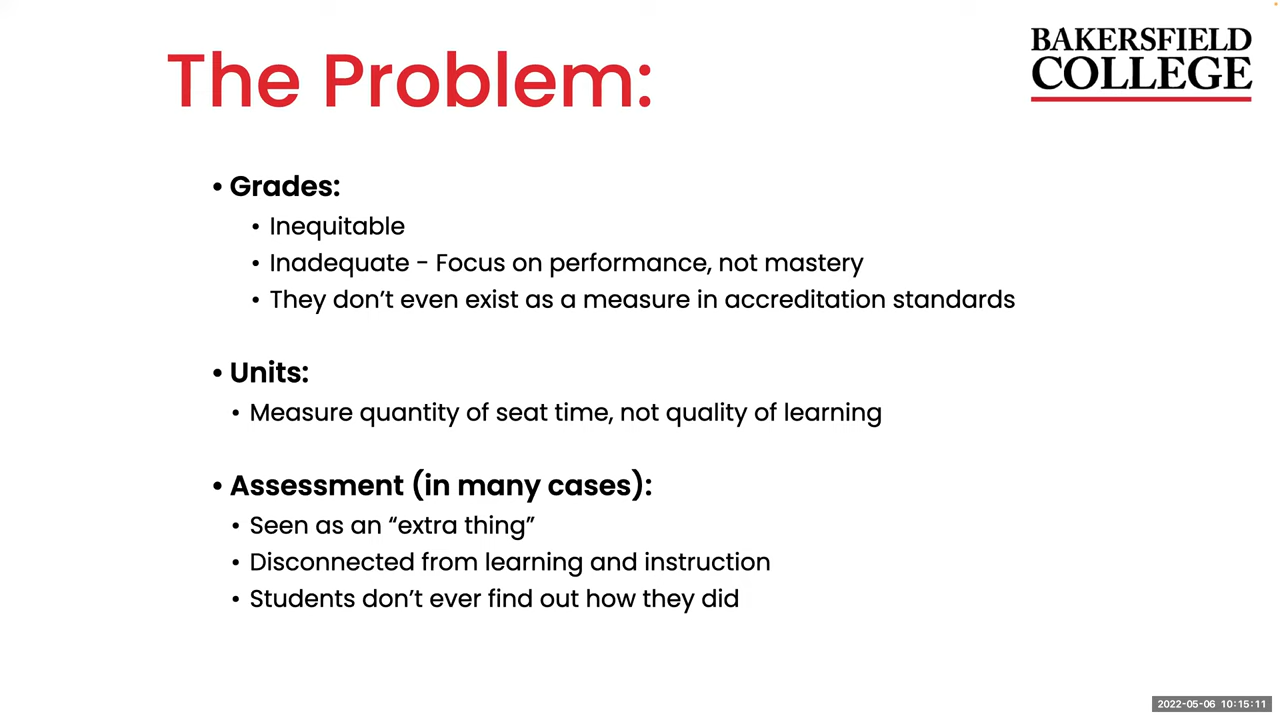 The Problem:
BAKERSFIELD
COLLEGE
• Grades:
• Inequitable
• Inadequate – Focus on performance, not mastery
• They don’t even exist as a measure in accreditation standards
• Units:
• Measure quantity of seat time, not quality of learning
• Assessment (in many cases):
• Seen as an “extra thing”
• Disconnected from learning and instruction
• Students don’t ever find out how they did
2022-05-06 10:15:11